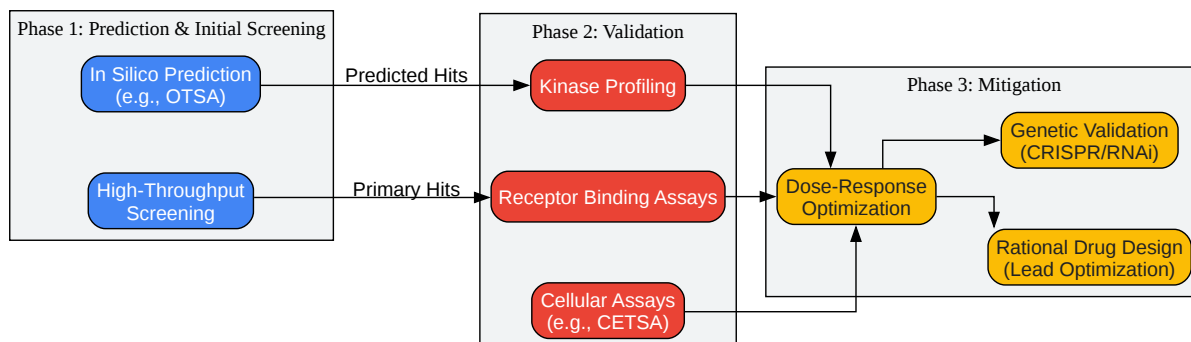 Phase 1: Prediction & Initial Screening
In Silico Prediction
(e.g., OTSA)
High-Throughput
Screening
Predicted Hits
Primary Hits
Phase 2: Validation
Kinase Profiling
Receptor Binding Assays
Cellular Assays
(e.g., CETSA)
Phase 3: Mitigation
Dose-Response
Optimization
Genetic Validation
(CRISPR/RNAi)
Rational Drug Design
(Lead Optimization)